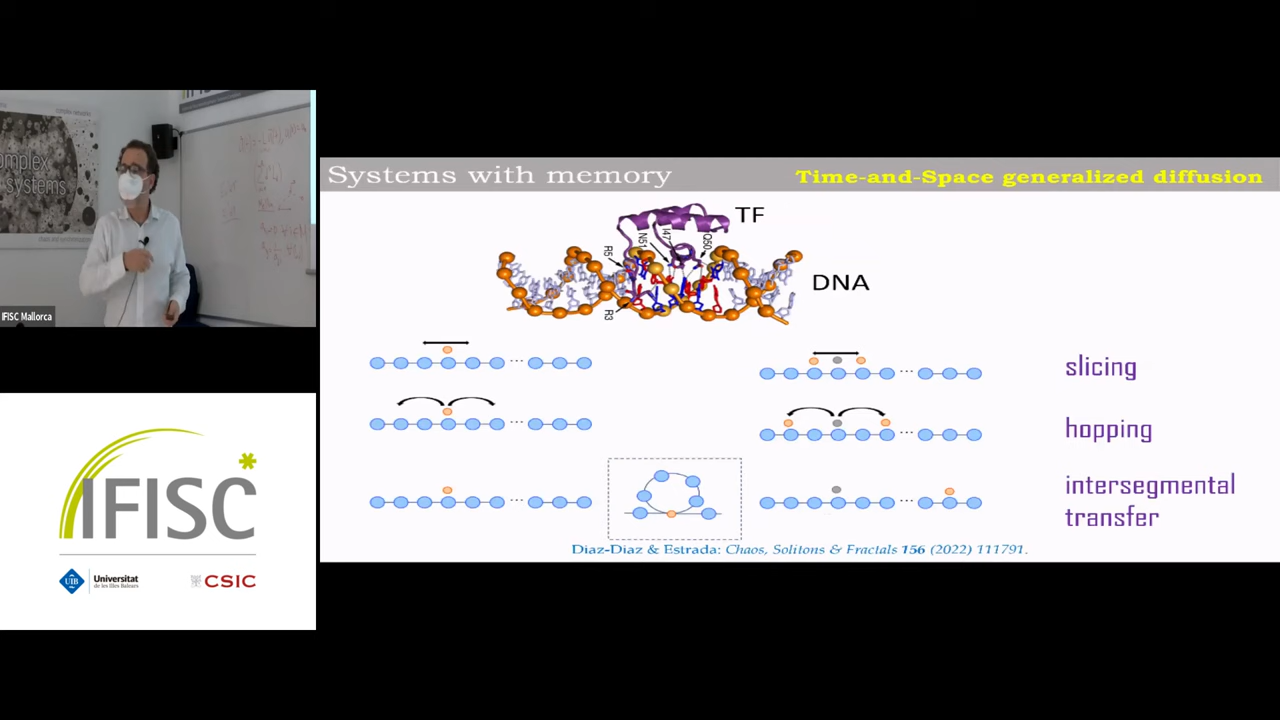 complex
systems
IFISC Mallorca
IFISC
UIB
Universitat
de les Illes Balears
CSIC
Systems with memory
Time-and-Space generalized diffusion
TF
DNA
R5
N51
I47
Q50
R3
slicing
hopping
intersegmental
transfer
Diaz-Diaz & Estrada: Chaos, Solitons & Fractals 156 (2022) 111791.